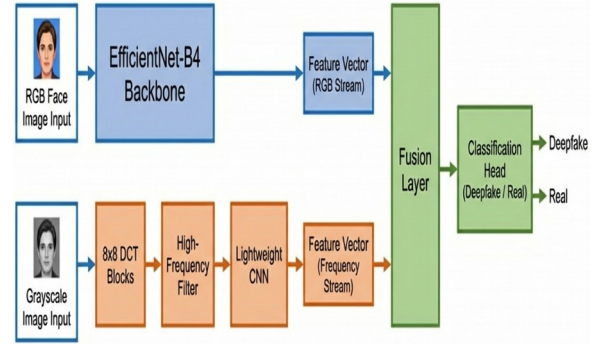 RGB Face
Image Input
EfficientNet-B4
Backbone
Feature Vector
(RGB Stream)
Grayscale
Image Input
8x8 DCT
Blocks
High-
Frequency
Filter
Lightweight
CNN
Feature Vector
(Frequency
Stream)
Fusion
Layer
Classification
Head
(Deepfake / Real)
Deepfake
Real